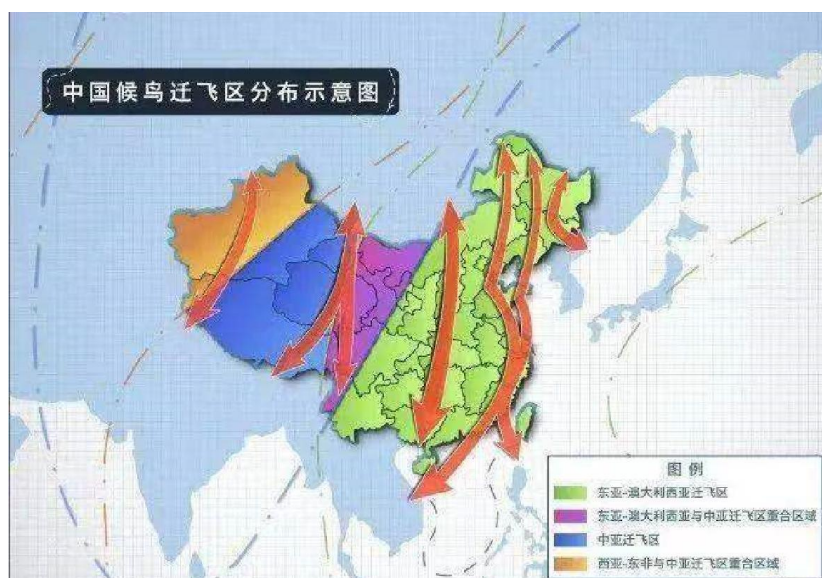 中国候鸟迁飞区分布示意图
图例
东亚-澳大利西亚迁飞区
东亚-澳大利西亚与中亚迁飞区重合区域
中亚迁飞区
西亚-东非与中亚迁飞区重合区域